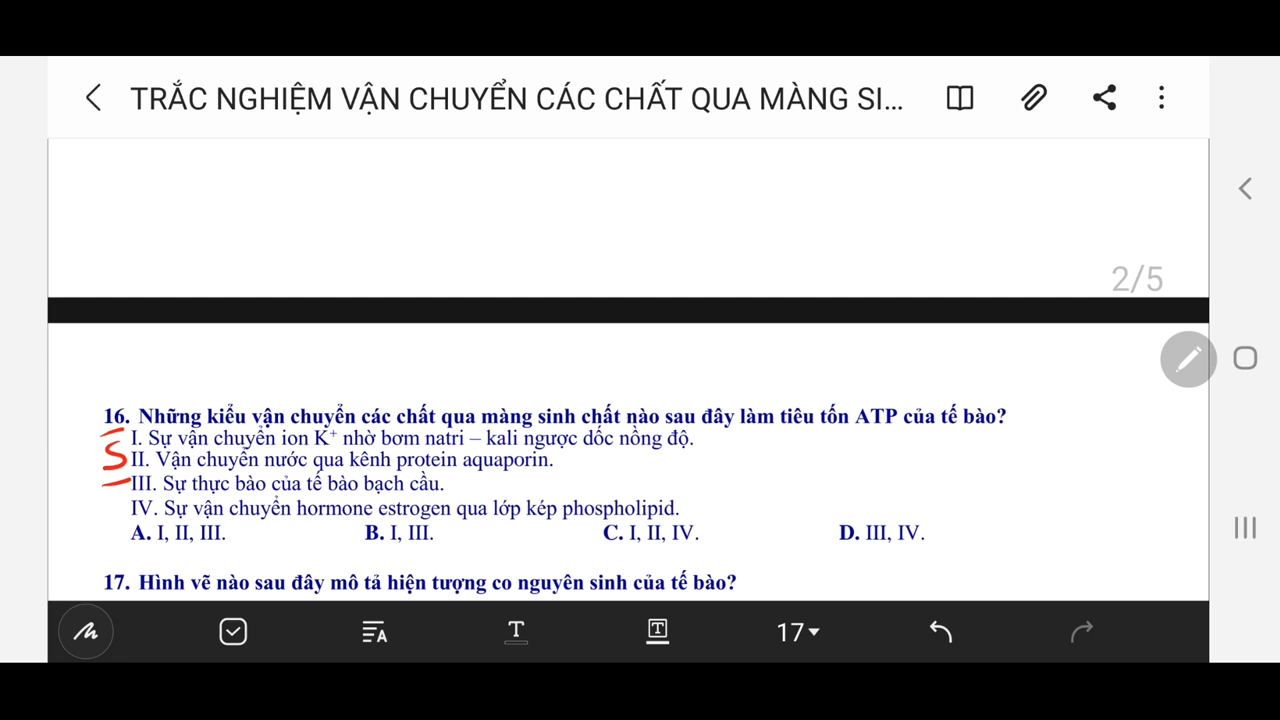 TRẮC NGHIỆM VẬN CHUYỂN CÁC CHẤT QUA MÀNG SI...
2/5
16. Những kiểu vận chuyển các chất qua màng sinh chất nào sau đây làm tiêu tốn ATP của tế bào?
I. Sự vận chuyển ion K⁺ nhờ bơm natri – kali ngược dốc nồng độ.
S II. Vận chuyển nước qua kênh protein aquaporin.
III. Sự thực bào của tế bào bạch cầu.
IV. Sự vận chuyển hormone estrogen qua lớp kép phospholipid.
A. I, II, III. B. I, III. C. I, II, IV. D. III, IV.
17. Hình vẽ nào sau đây mô tả hiện tượng co nguyên sinh của tế bào?
17